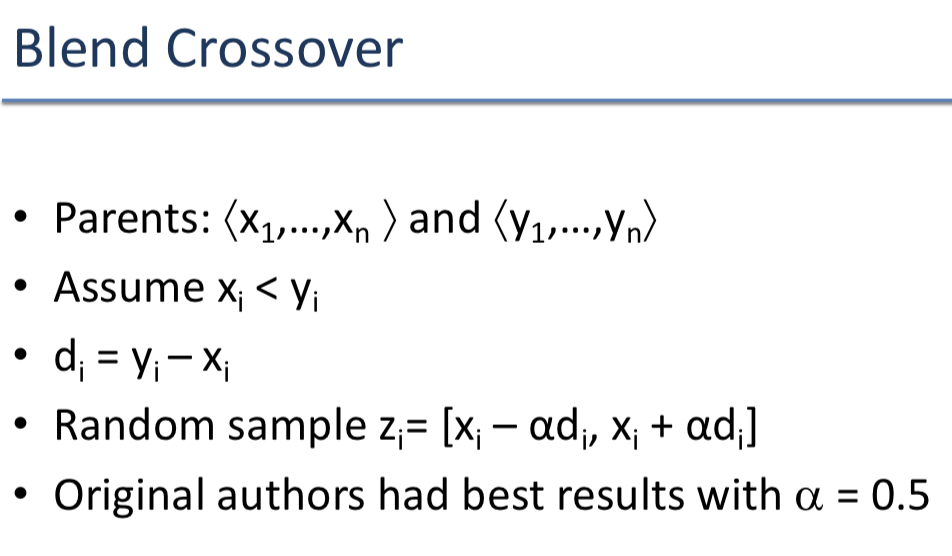 Blend Crossover
• Parents: ⟨x₁,…,xₙ ⟩ and ⟨y₁,…,yₙ⟩
• Assume xᵢ < yᵢ
• dᵢ = yᵢ – xᵢ
• Random sample zᵢ= [xᵢ – αdᵢ, xᵢ + αdᵢ]
• Original authors had best results with α = 0.5